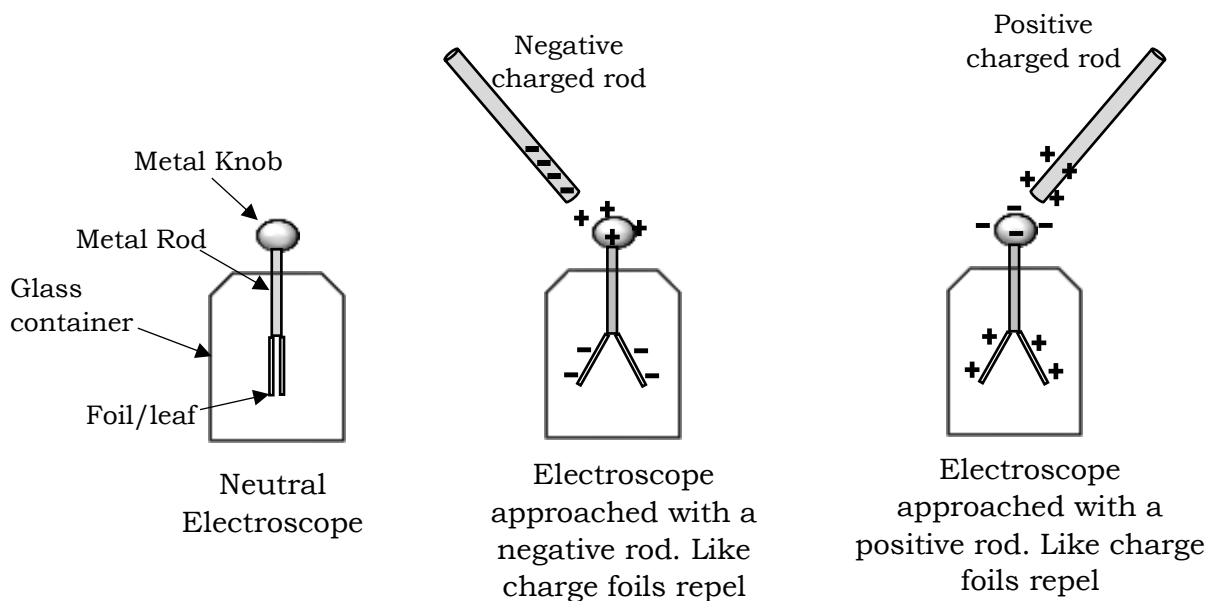 Negative
charged rod
Positive
charged rod
Metal Knob
Metal Rod
Glass
container
Foil/leaf
- - - -
+ + + +
- - - -
+ + + +
- - - -
+ + + +
Neutral
Electroscope
Electroscope
approached with a
negative rod. Like
charge foils repel
Electroscope
approached with a
positive rod. Like charge
foils repel